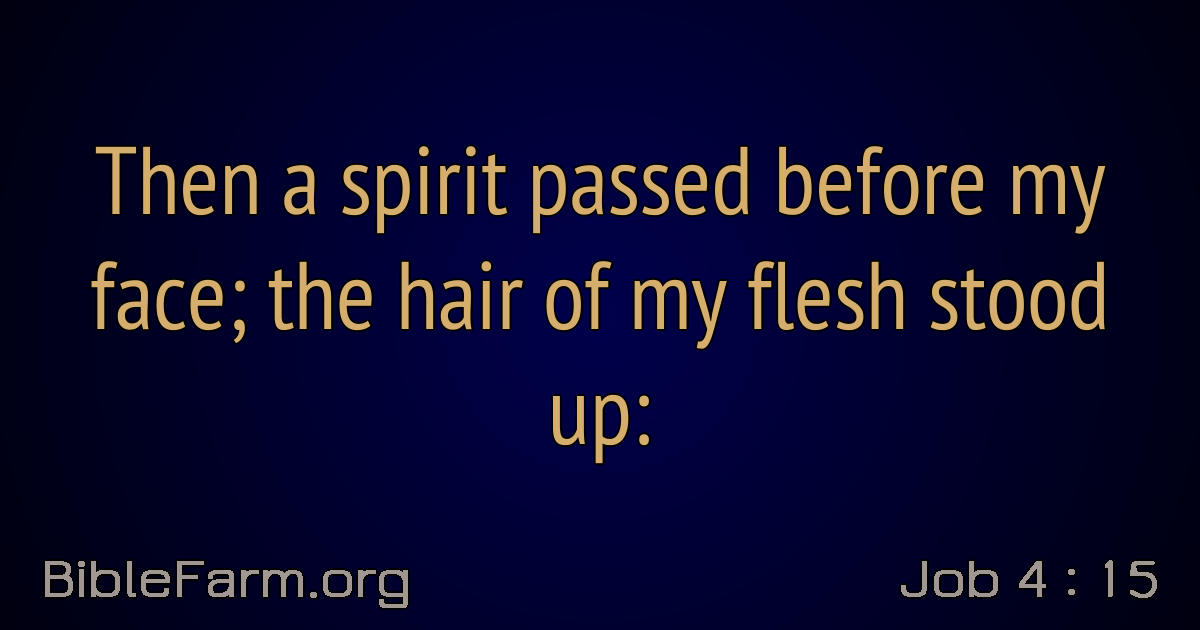 Then a spirit passed before my
face; the hair of my flesh stood
up:
BibleFarm.org
Job 4 : 15